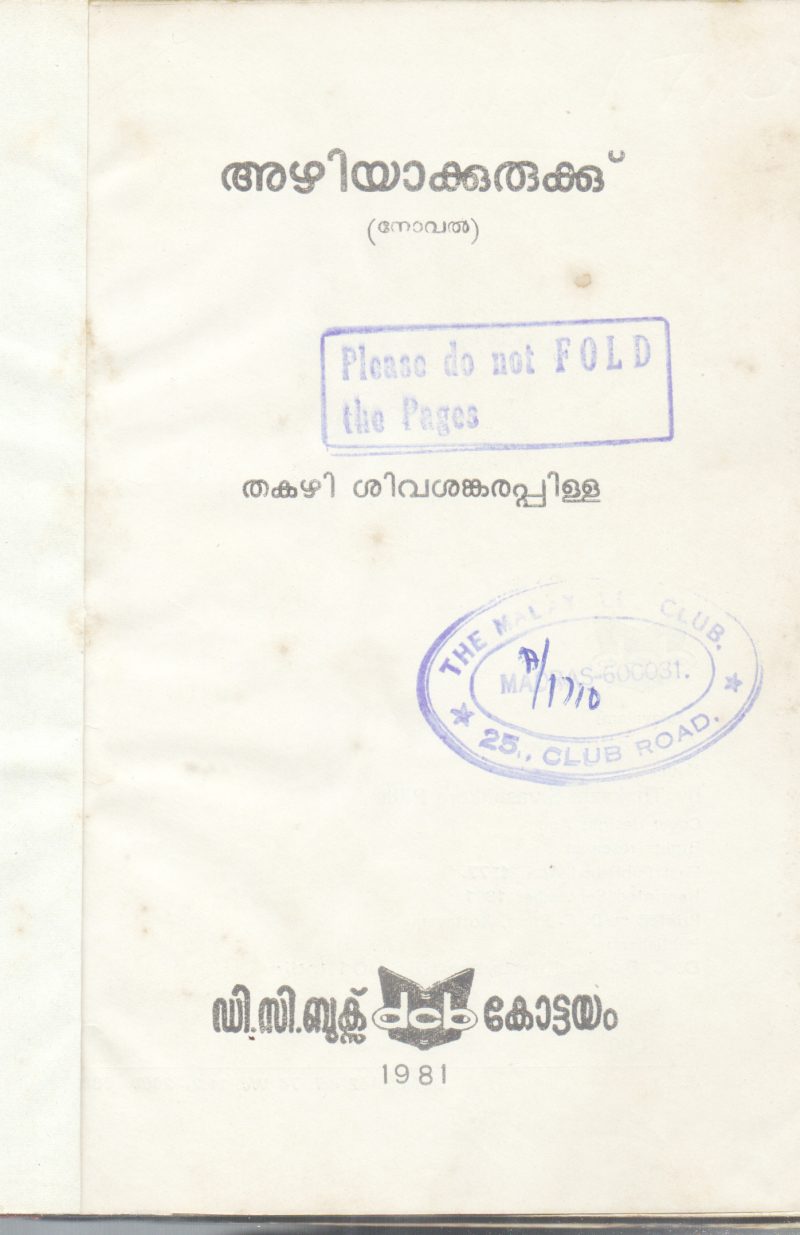 അഴിയാക്കുരുക്കു്
(നോവൽ)
Please do not FOLD
the Pages
തകഴി ശിവശങ്കരപ്പിള്ള
THE CLUB.
A/1710
MADRAS-600031.
25,, CLUB ROAD.
ഡി.സി.ബുക്സ് dcb കോട്ടയം
1981